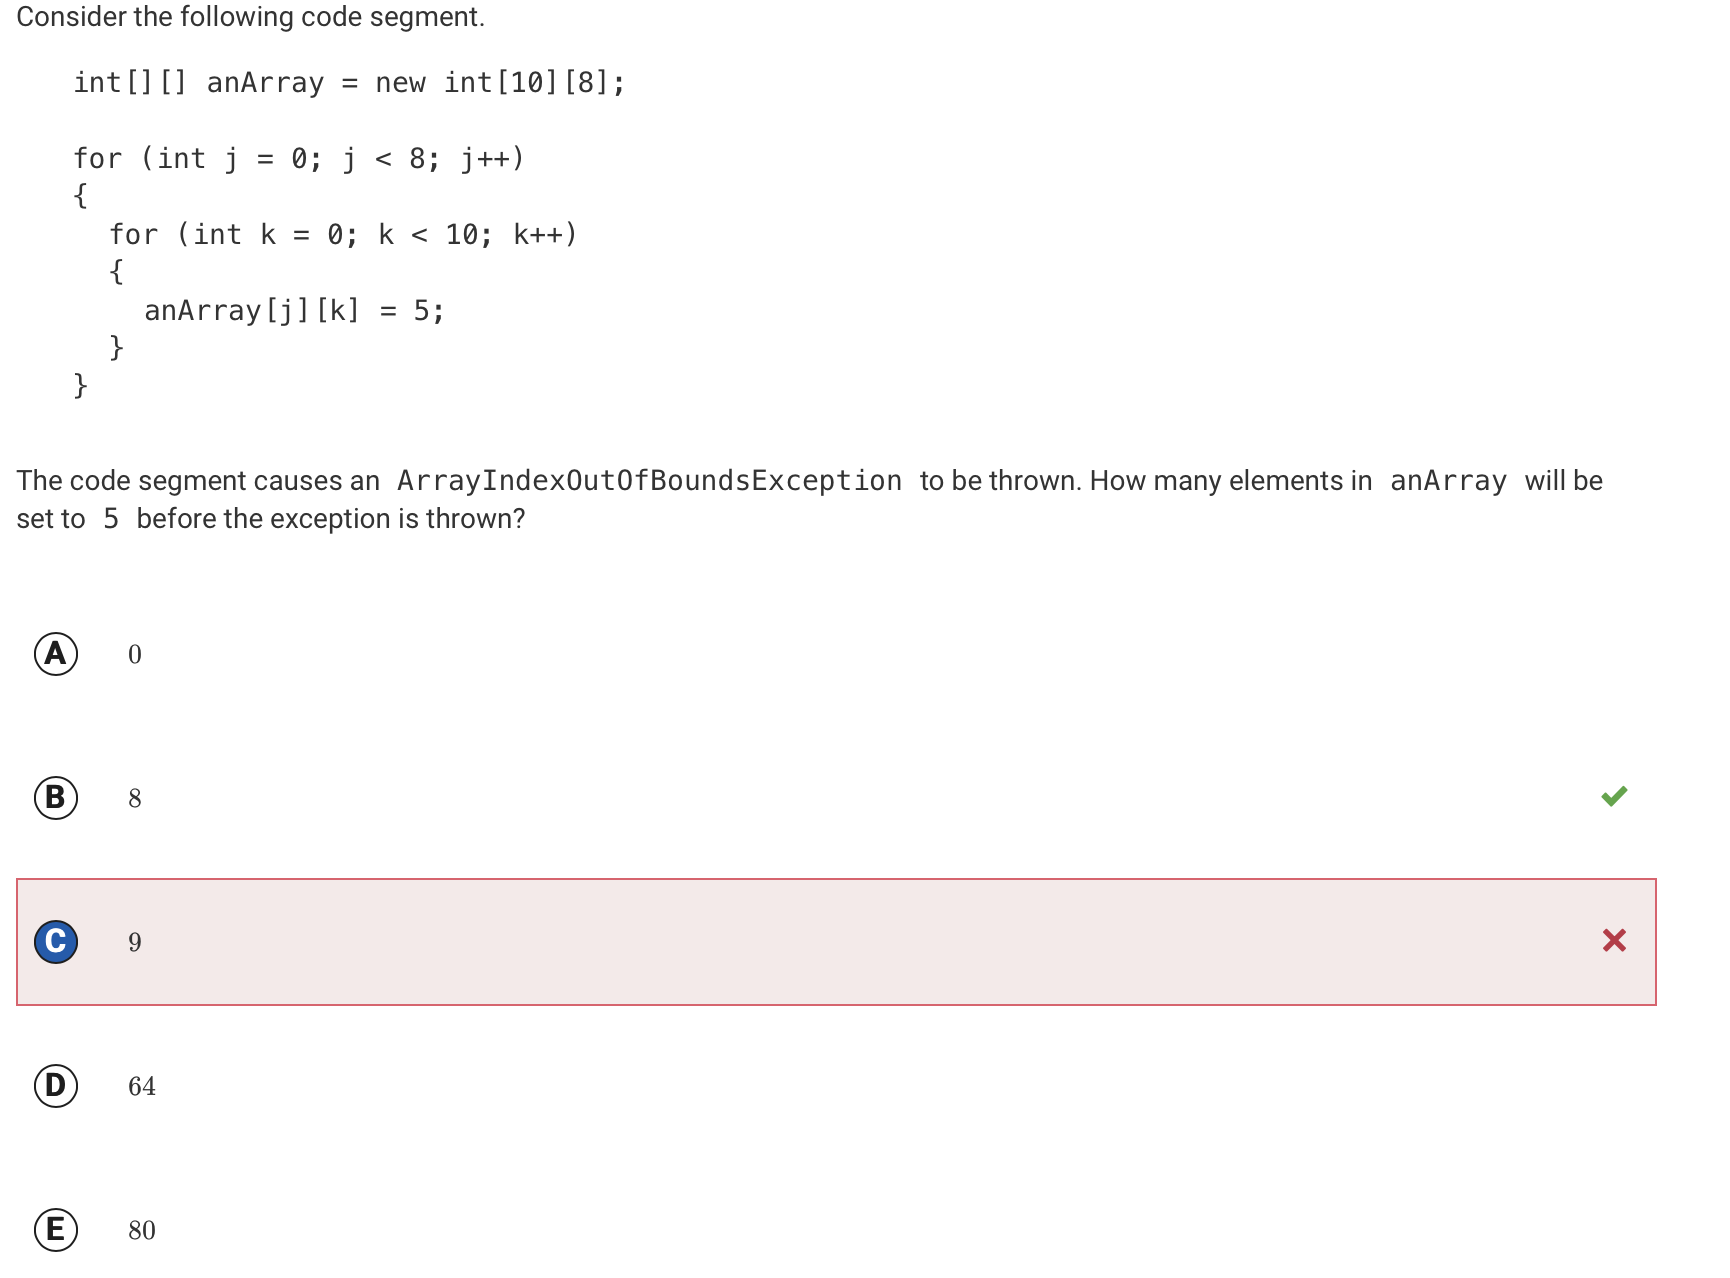 Consider the following code segment.
int[][] anArray = new int[10][8];
for (int j = 0; j < 8; j++)
{
for (int k = 0; k < 10; k++)
{
anArray[j][k] = 5;
}
}
The code segment causes an ArrayIndexOutOfBoundsException to be thrown. How many elements in anArray will be
set to 5 before the exception is thrown?
A 0
B 8
C 9
D 64
E 80